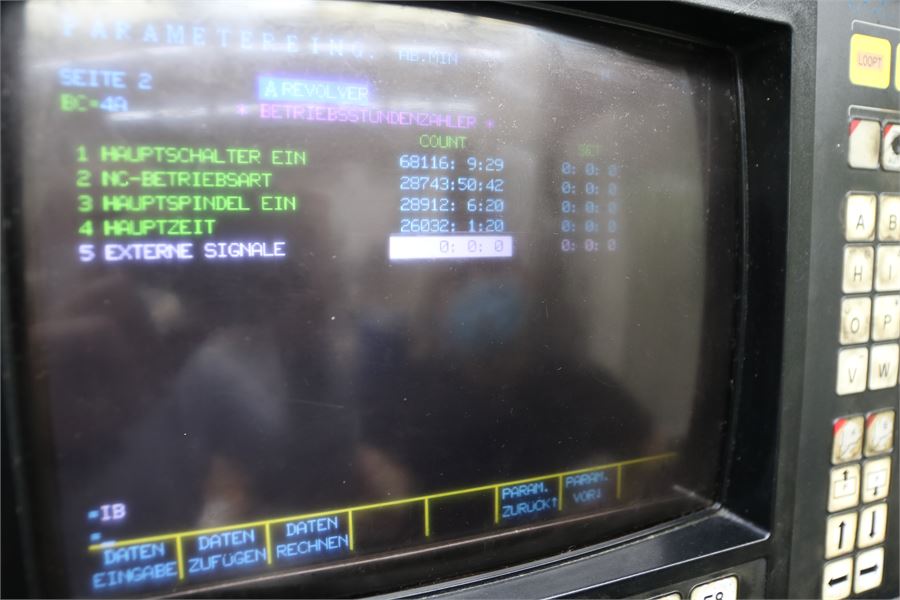 PARAMETEREING. AB.MIN
SEITE 2 A REVOLVER
BC=4A * BETRIEBSSTUNDENZÄHLER *
COUNT SET
1 HAUPTSCHALTER EIN 68116: 9:29 0: 0: 0
2 NC-BETRIEBSART 28743:50:42 0: 0: 0
3 HAUPTSPINDEL EIN 28912: 6:20 0: 0: 0
4 HAUPTZEIT 26032: 1:20 0: 0: 0
5 EXTERNE SIGNALE 0: 0: 0 0: 0: 0
=IB
=_
DATEN EINGABE
DATEN ZUFÜGEN
DATEN RECHNEN
PARAM. ZURÜCK↑
PARAM. VOR↓
LOOPT
A B
H I
O P
V W
F8